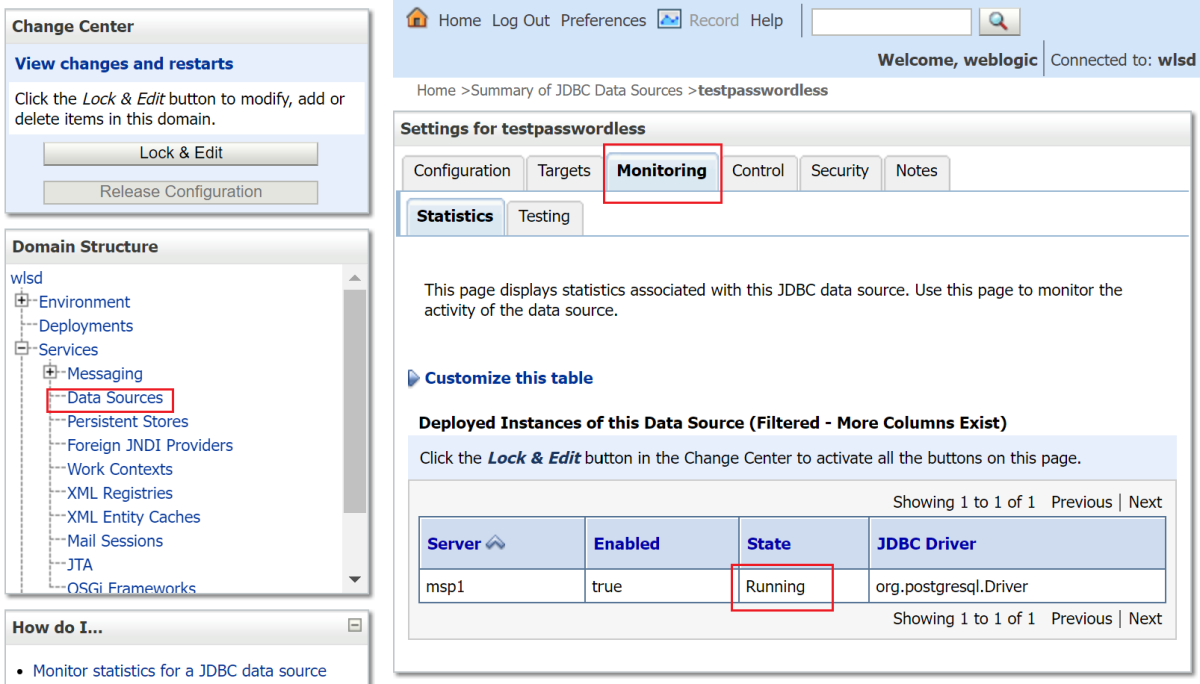 Change Center
View changes and restarts
Click the Lock & Edit button to modify, add or
delete items in this domain.
Lock & Edit
Release Configuration
Domain Structure
wlsd
Environment
Deployments
Services
Messaging
Data Sources
Persistent Stores
Foreign JNDI Providers
Work Contexts
XML Registries
XML Entity Caches
Mail Sessions
JTA
OSGi Frameworks
How do I...
Monitor statistics for a JDBC data source
Home Log Out Preferences Record Help
Welcome, weblogic Connected to: wlsd
Home >Summary of JDBC Data Sources >testpasswordless
Settings for testpasswordless
Configuration Targets Monitoring Control Security Notes
Statistics Testing
This page displays statistics associated with this JDBC data source. Use this page to monitor the
activity of the data source.
Customize this table
Deployed Instances of this Data Source (Filtered - More Columns Exist)
Click the Lock & Edit button in the Change Center to activate all the buttons on this page.
Showing 1 to 1 of 1 Previous | Next
Server Enabled State JDBC Driver
msp1 true Running org.postgresql.Driver
Showing 1 to 1 of 1 Previous | Next